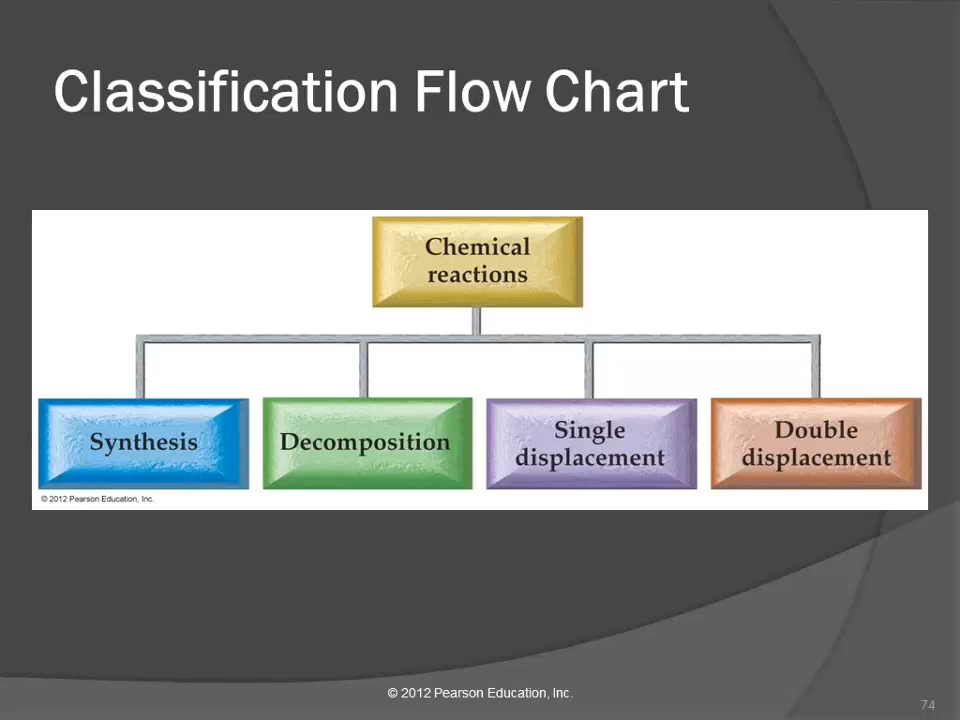 Classification Flow Chart
Chemical
reactions
Synthesis
Decomposition
Single
displacement
Double
displacement
© 2012 Pearson Education, Inc.
© 2012 Pearson Education, Inc.
74